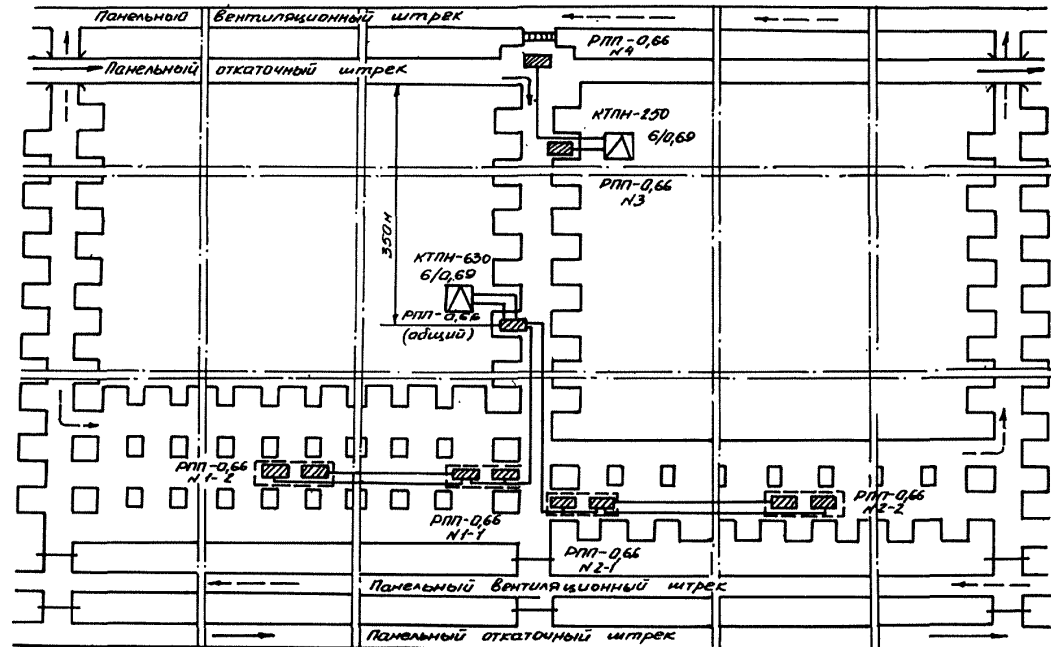 Панельный вентиляционный штрек
РПП-0,66
N4
Панельный откаточный штрек
КТПН-250
6/0,69
РПП-0,66
N3
350м
КТПН-630
6/0,69
РПП-0,66
(общий)
РПП-0,66
N1-2
РПП-0,66
N2-2
РПП-0,66
N1-1
РПП-0,66
N2-1
Панельный вентиляционный штрек
Панельный откаточный штрек